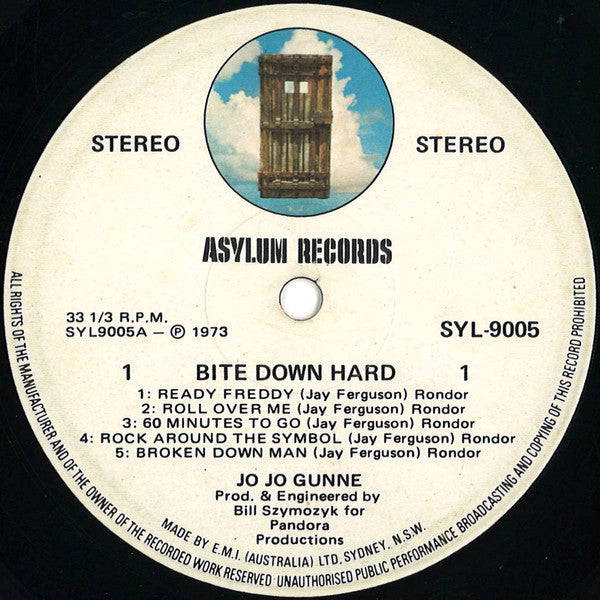 STEREO
STEREO
ASYLUM RECORDS
33 1/3 R.P.M.
SYL9005A – Ⓟ 1973
SYL-9005
1 BITE DOWN HARD 1
1: READY FREDDY (Jay Ferguson) Rondor
2: ROLL OVER ME (Jay Ferguson) Rondor
3: 60 MINUTES TO GO (Jay Ferguson) Rondor
4: ROCK AROUND THE SYMBOL (Jay Ferguson) Rondor
5: BROKEN DOWN MAN (Jay Ferguson) Rondor
JO JO GUNNE
Prod. & Engineered by
Bill Szymozyk for
Pandora
Productions
MADE BY E.M.I. (AUSTRALIA) LTD, SYDNEY, N.S.W.
ALL RIGHTS OF THE MANUFACTURER AND OF THE OWNER OF THE RECORDED WORK RESERVED UNAUTHORISED PUBLIC PERFORMANCE BROADCASTING AND COPYING OF THIS RECORD PROHIBITED